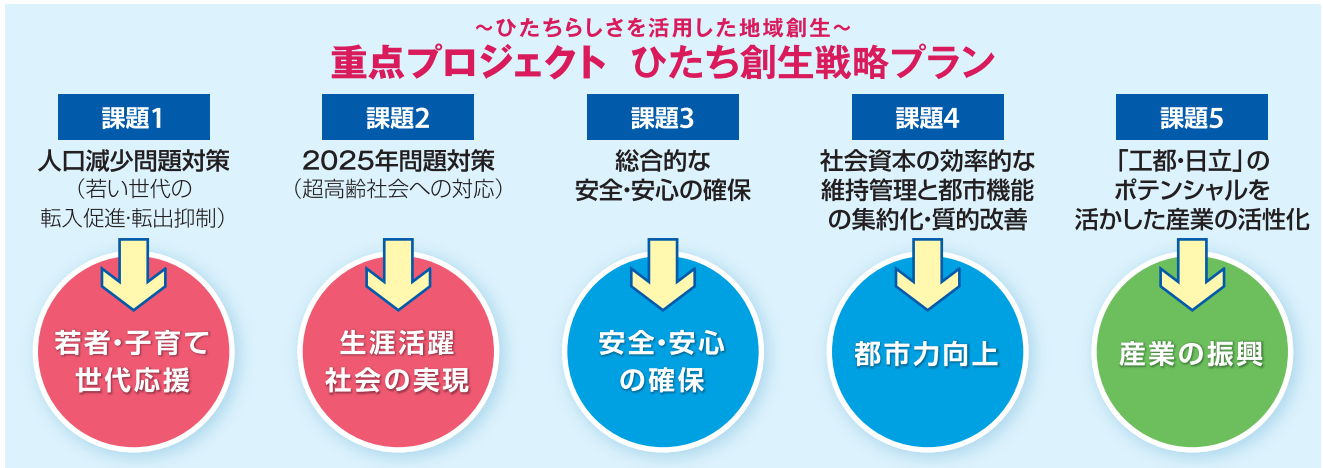 ~ひたちらしさを活用した地域創生~
重点プロジェクト ひたち創生戦略プラン
課題1
人口減少問題対策
(若い世代の
転入促進・転出抑制)
若者・子育て
世代応援
課題2
2025年問題対策
(超高齢社会への対応)
生涯活躍
社会の実現
課題3
総合的な
安全・安心の確保
安全・安心
の確保
課題4
社会資本の効率的な
維持管理と都市機能
の集約化・質的改善
都市力向上
課題5
「工都・日立」の
ポテンシャルを
活かした産業の活性化
産業の振興